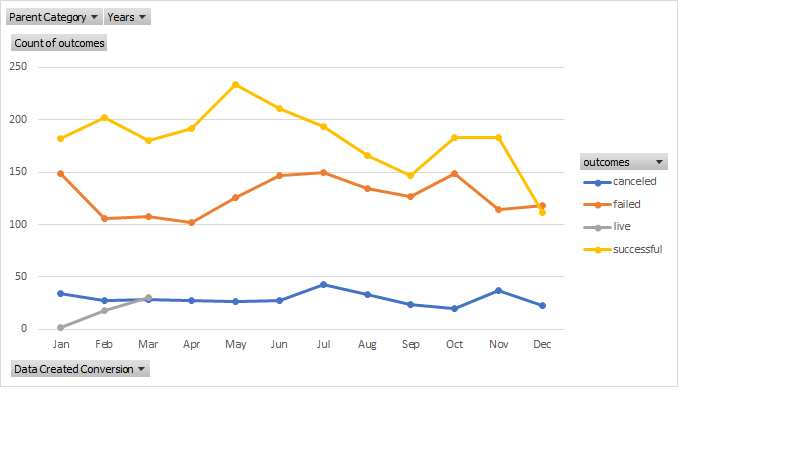 Parent Category Years
Count of outcomes
250
200
150
100
50
0
Jan Feb Mar Apr May Jun Jul Aug Sep Oct Nov Dec
outcomes
canceled
failed
live
successful
Data Created Conversion